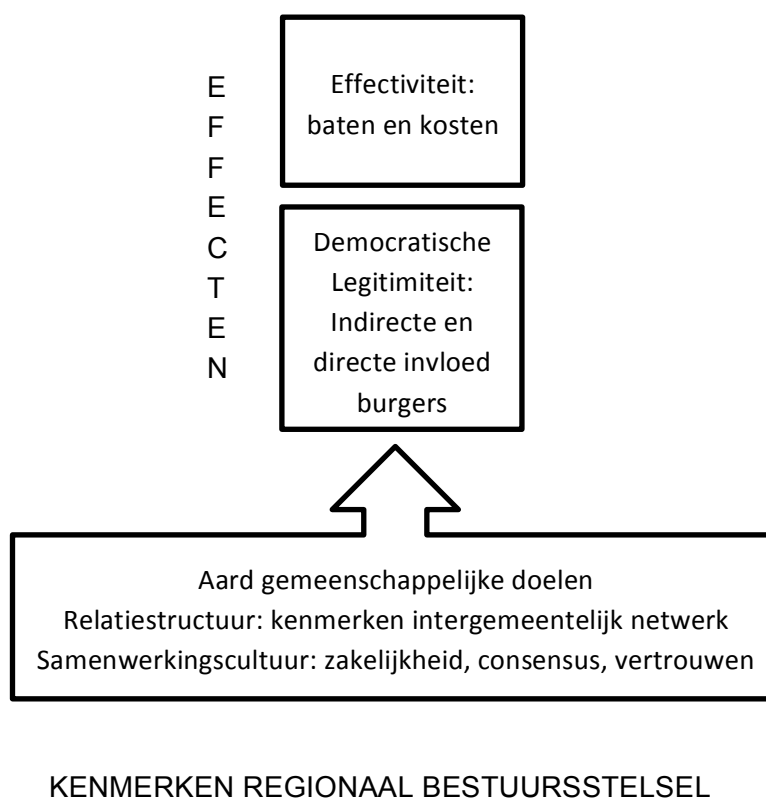 EFFECTEN
Effectiviteit:
baten en kosten
Democratische
Legitimiteit:
Indirecte en
directe invloed
burgers
Aard gemeenschappelijke doelen
Relatiestructuur: kenmerken intergemeentelijk netwerk
Samenwerkingscultuur: zakelijkheid, consensus, vertrouwen
KENMERKEN REGIONAAL BESTUURSSTELSEL